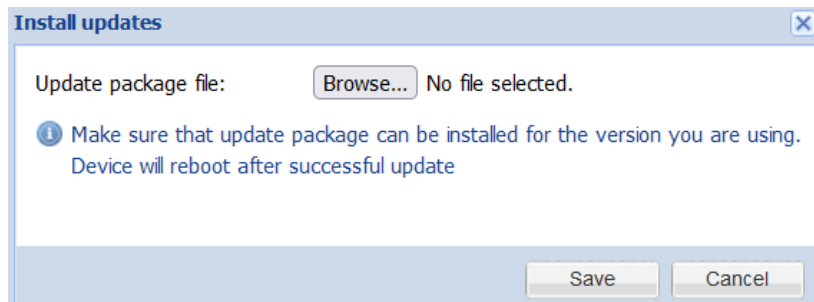 Install updates
Update package file: Browse... No file selected.
Make sure that update package can be installed for the version you are using.
Device will reboot after successful update
Save Cancel